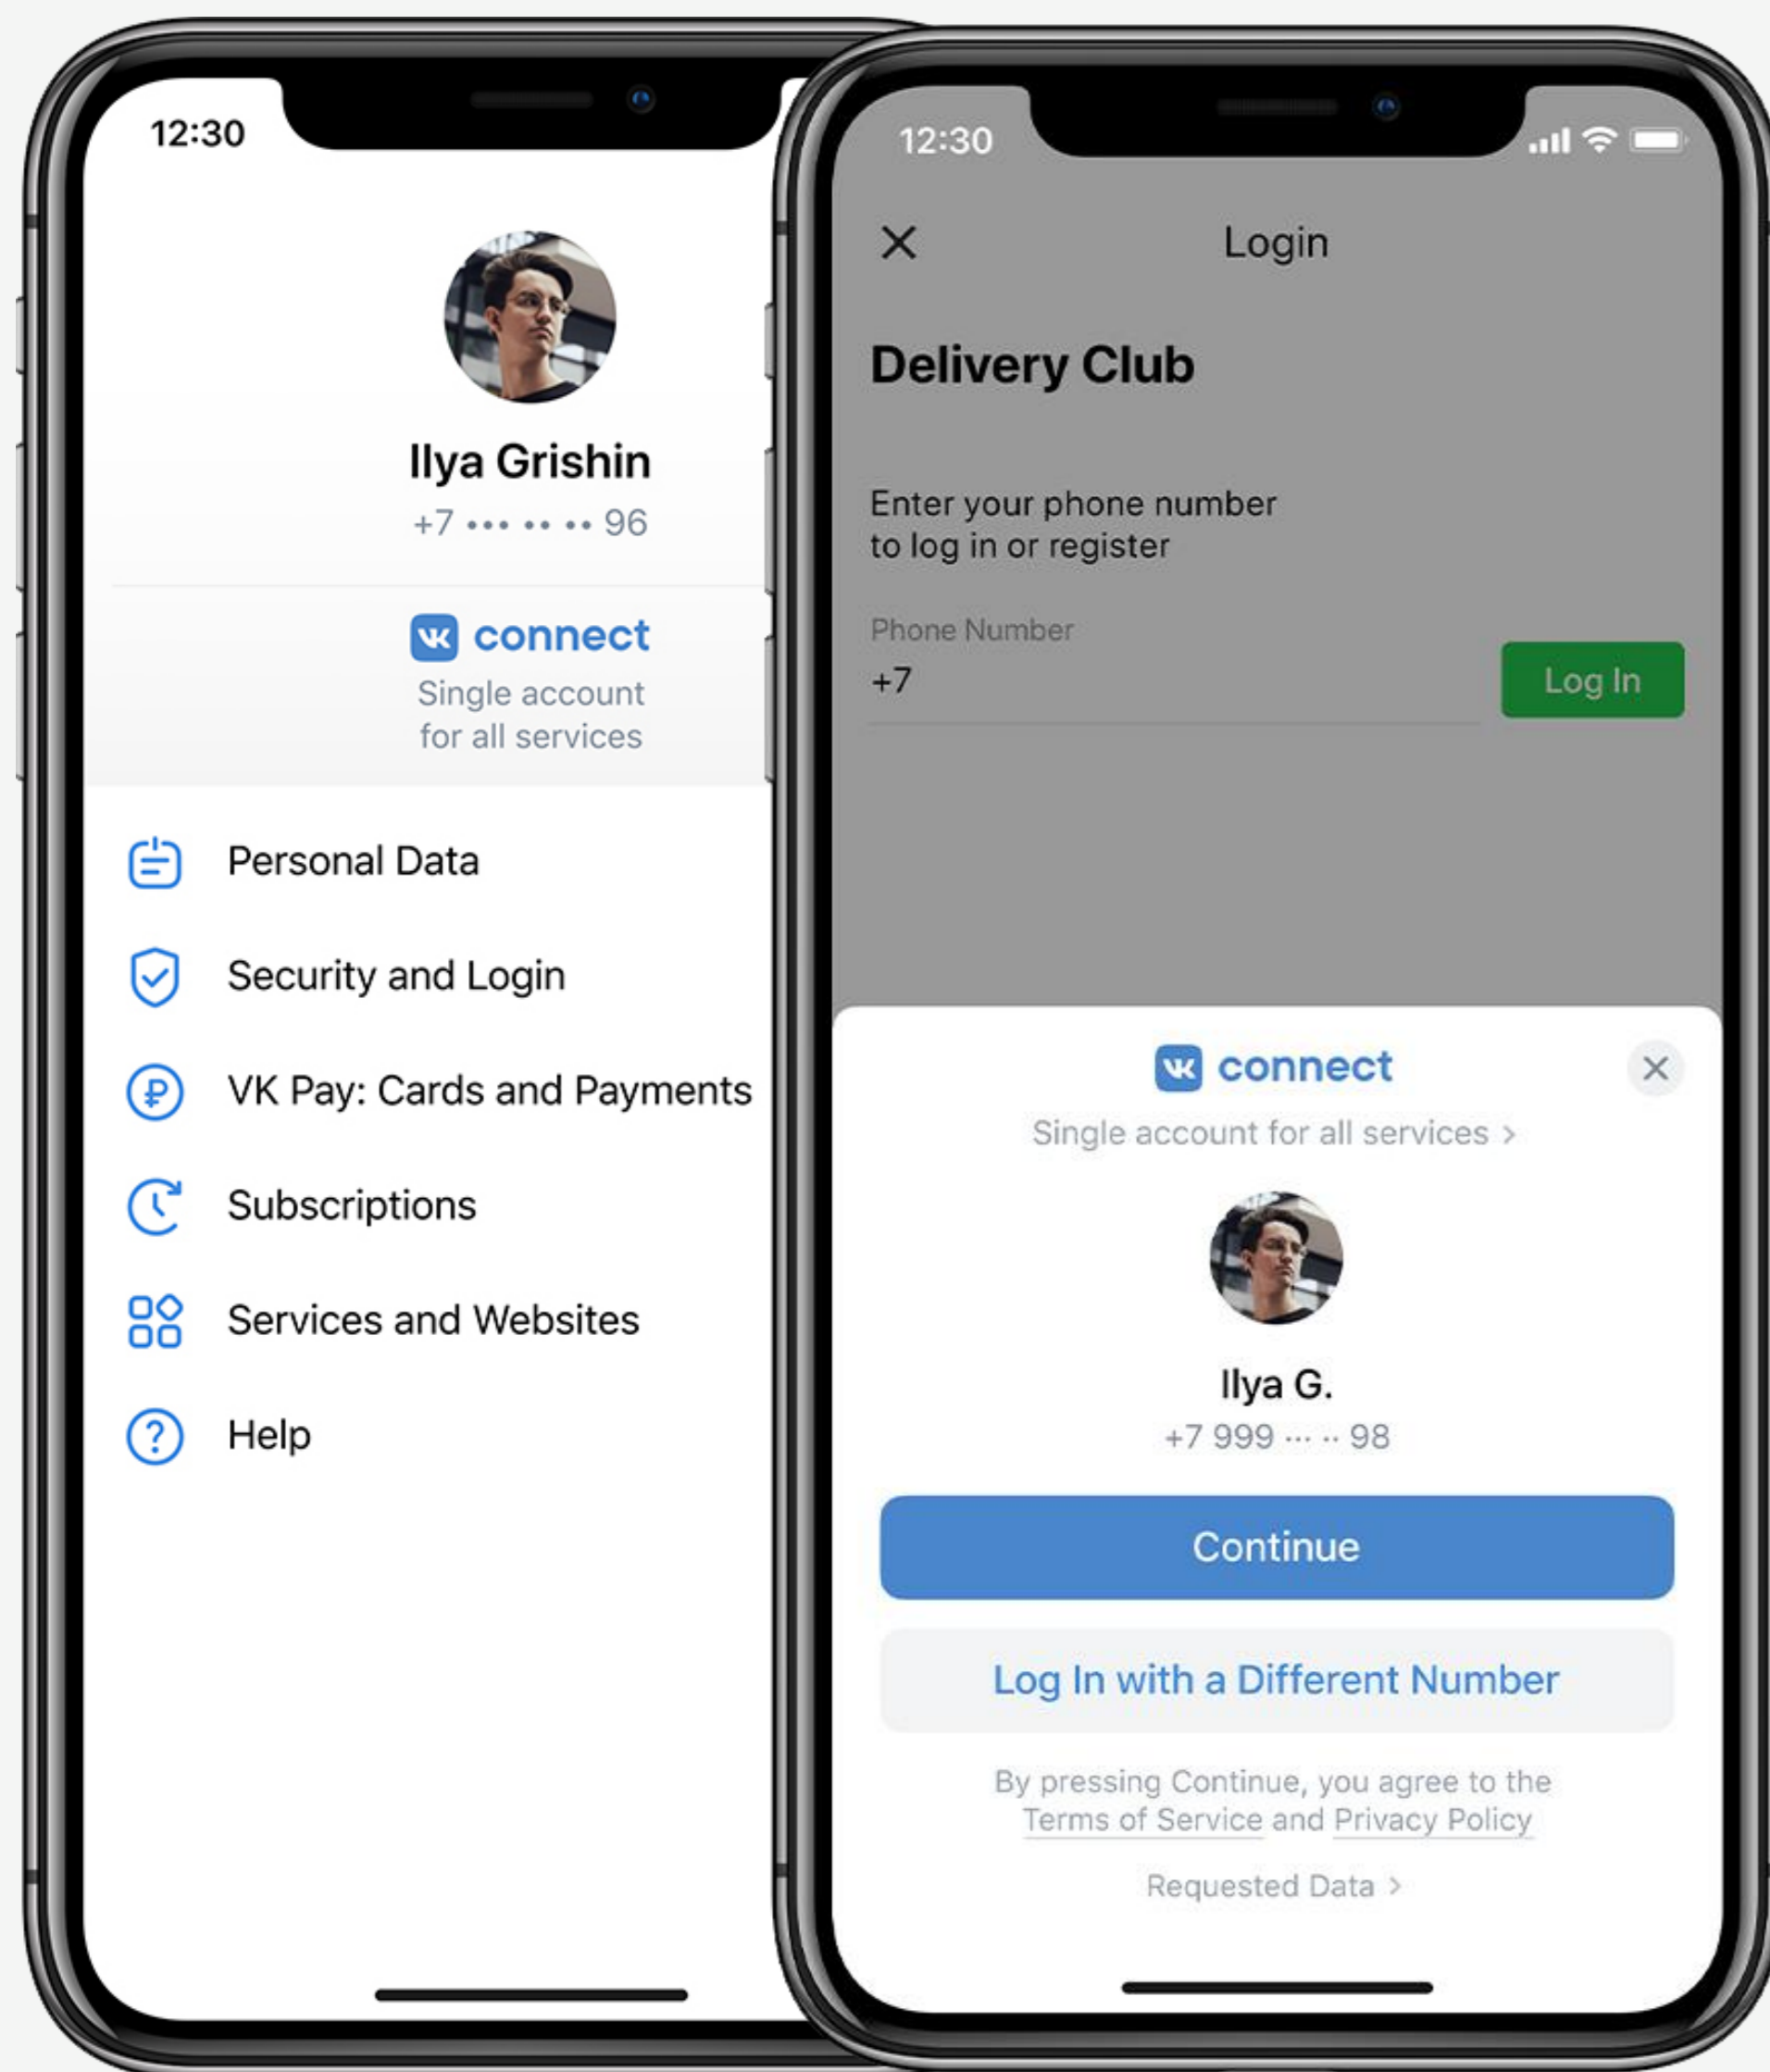 12:30
Ilya Grishin
+7 ••• •• •• 96
VK connect
Single account
for all services
Personal Data
Security and Login
VK Pay: Cards and Payments
Subscriptions
Services and Websites
Help
12:30
Login
Delivery Club
Enter your phone number
to log in or register
Phone Number
+7
Log In
VK connect
Single account for all services >
Ilya G.
+7 999 ··· ·· 98
Continue
Log In with a Different Number
By pressing Continue, you agree to the
Terms of Service and Privacy Policy
Requested Data >